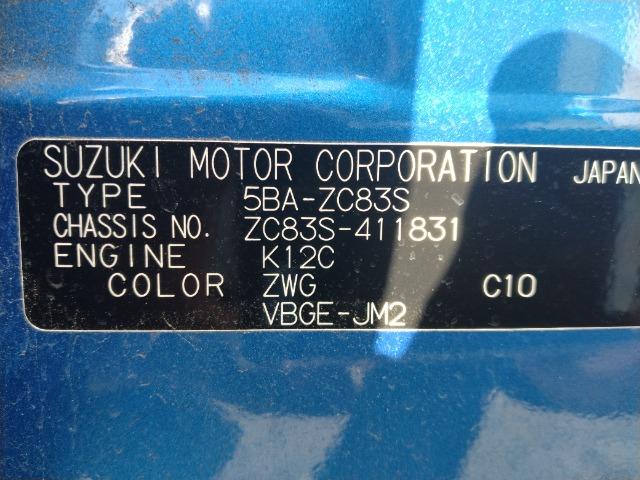 SUZUKI MOTOR CORPORATION JAPAN
TYPE 5BA-ZC83S
CHASSIS NO. ZC83S-411831
ENGINE K12C
COLOR ZWG C10
VBGE-JM2